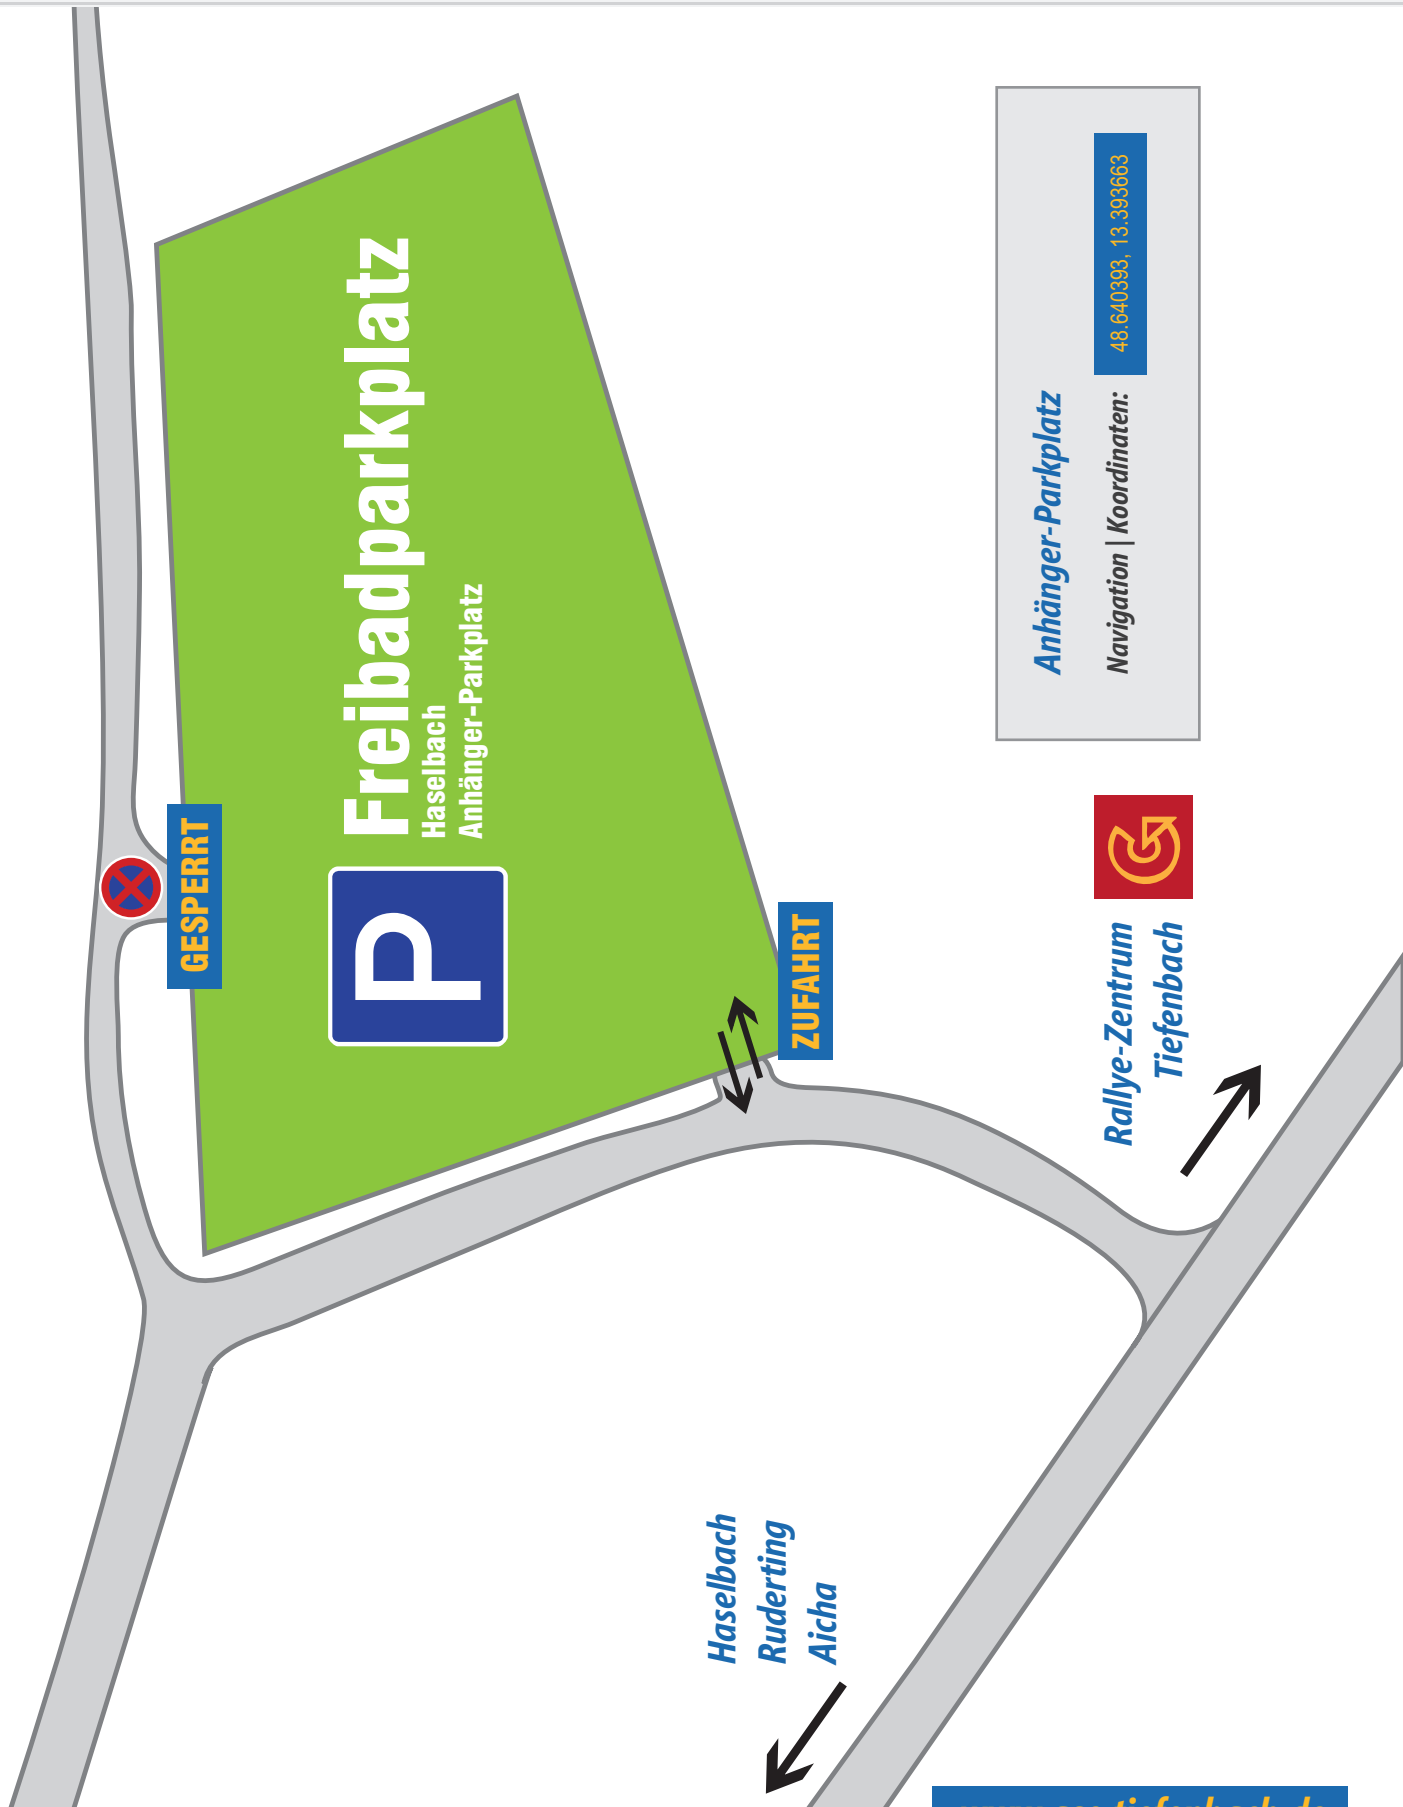 GESPERRT
P
Freibadparkplatz
Haselbach
Anhänger-Parkplatz
ZUFAHRT
Anhänger-Parkplatz
Navigation | Koordinaten: 48.640393, 13.393663
Rallye-Zentrum
Tiefenbach
Haselbach
Ruderting
Aicha